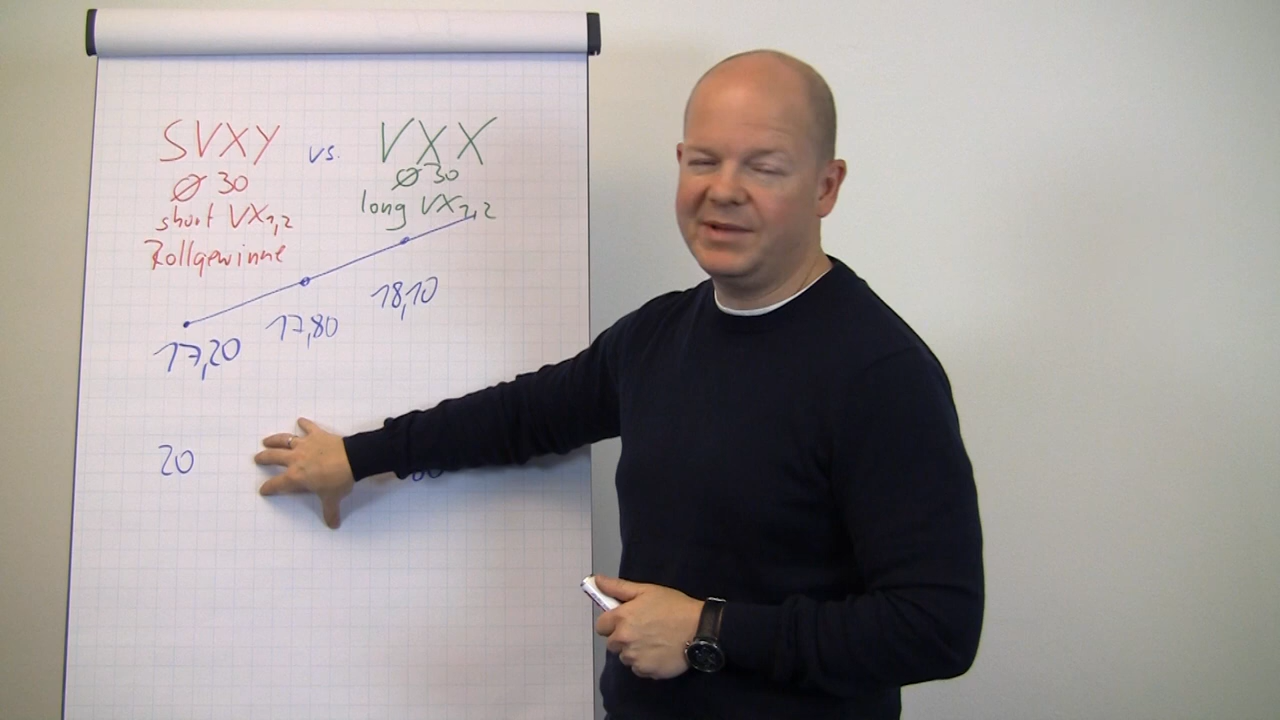 SVXY vs. VXX
Ø 30 Ø 30
short VX1,2 long VX1,2
Rollgewinne
17,20 17,80 18,10
20